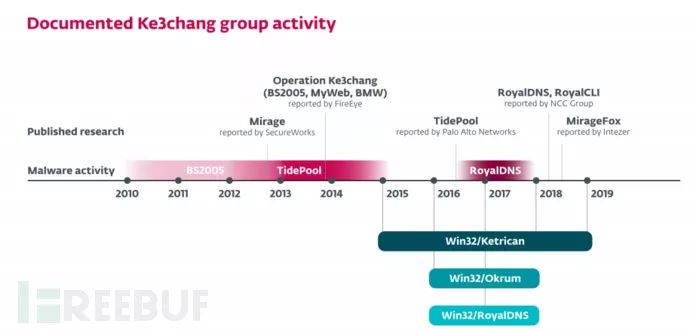 Documented Ke3chang group activity
Operation Ke3chang
(BS2005, MyWeb, BMW)
reported by FireEye
RoyalDNS, RoyalCLI
reported by NCC Group
Mirage
reported by SecureWorks
TidePool
reported by Palo Alto Networks
MirageFox
reported by Intezer
Published research
Malware activity
BS2005
TidePool
RoyalDNS
2010 2011 2012 2013 2014 2015 2016 2017 2018 2019
Win32/Ketrican
Win32/Okrum
Win32/RoyalDNS
FREEBUF